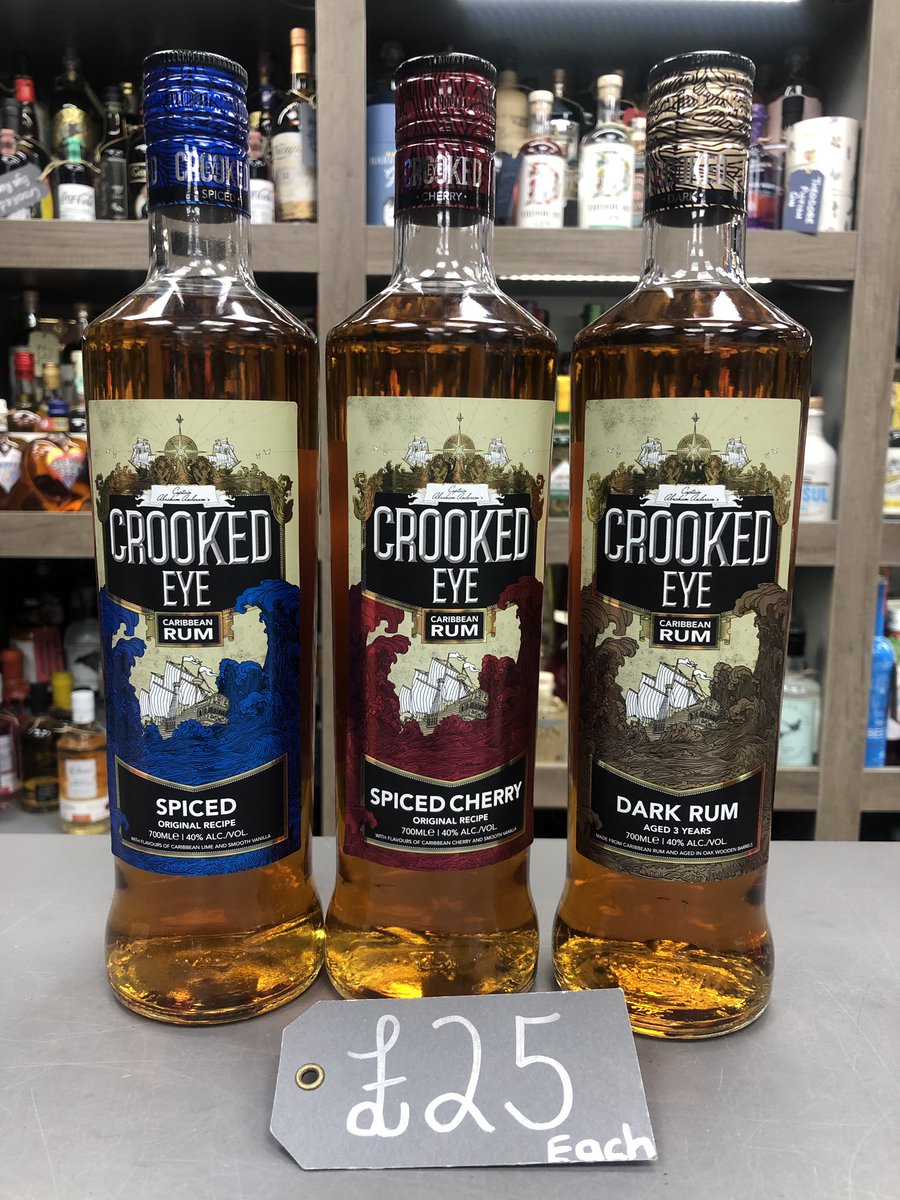 CROOKED
SPICED
CROOKED
CHERRY
CROOKED
DARK
Captain
Abraham Anderson's
CROOKED
EYE
CARIBBEAN
RUM
SPICED
ORIGINAL RECIPE
700ML℮ | 40% ALC./VOL.
WITH FLAVOURS OF CARIBBEAN LIME AND SMOOTH VANILLA
Captain
Abraham Anderson's
CROOKED
EYE
CARIBBEAN
RUM
SPICED CHERRY
ORIGINAL RECIPE
700ML℮ | 40% ALC./VOL.
WITH FLAVOURS OF CARIBBEAN CHERRY AND SMOOTH VANILLA
Captain
Abraham Anderson's
CROOKED
EYE
CARIBBEAN
RUM
DARK RUM
AGED 3 YEARS
700ML℮ | 40% ALC./VOL.
MADE FROM CARIBBEAN RUM AND AGED IN OAK WOODEN BARRELS
£25
Each